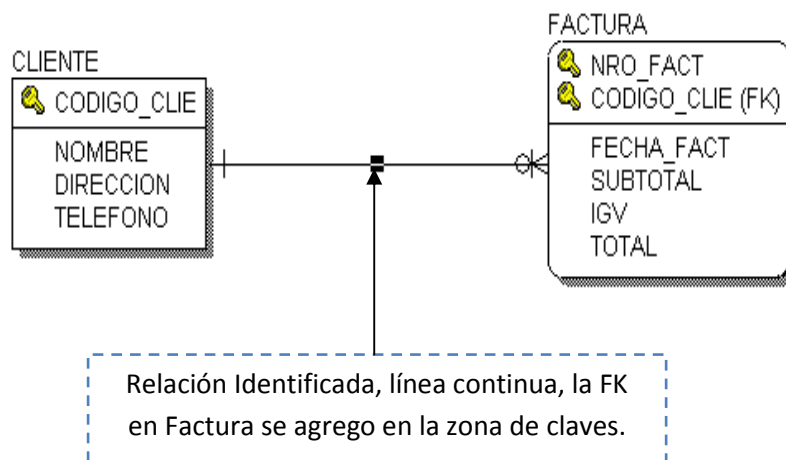 CLIENTE
CODIGO_CLIE
NOMBRE
DIRECCION
TELEFONO
FACTURA
NRO_FACT
CODIGO_CLIE (FK)
FECHA_FACT
SUBTOTAL
IGV
TOTAL
Relación Identificada, línea continua, la FK
en Factura se agrego en la zona de claves.